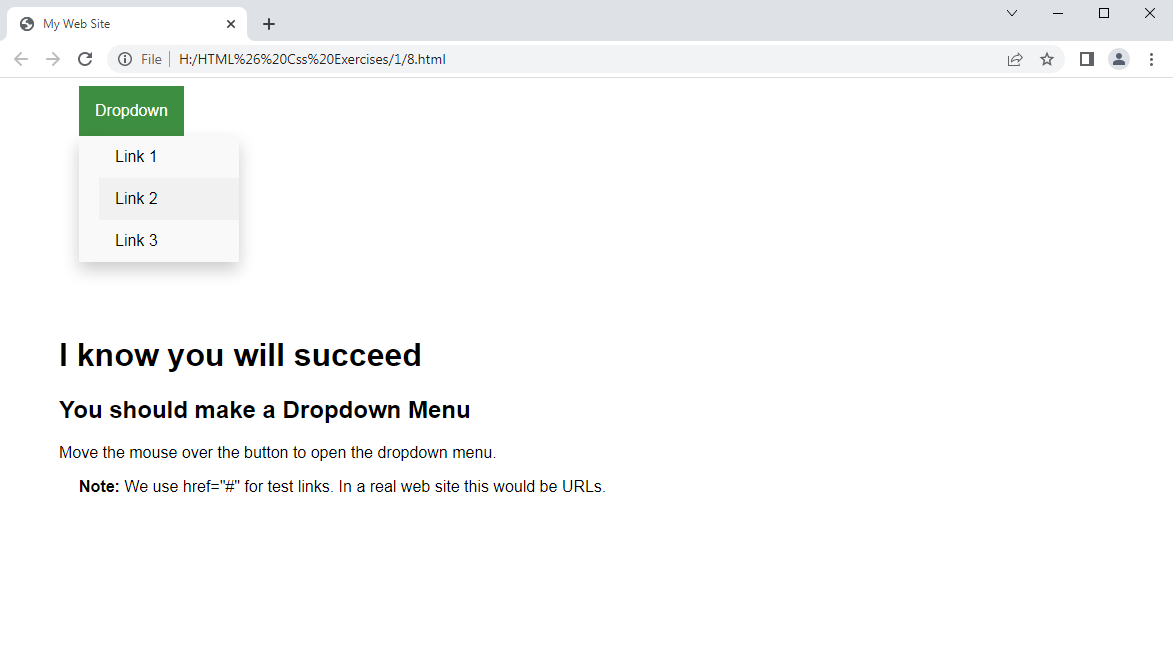 My Web Site
File H:/HTML%26%20Css%20Exercises/1/8.html
Dropdown
Link 1
Link 2
Link 3
I know you will succeed
You should make a Dropdown Menu
Move the mouse over the button to open the dropdown menu.
Note: We use href="#" for test links. In a real web site this would be URLs.